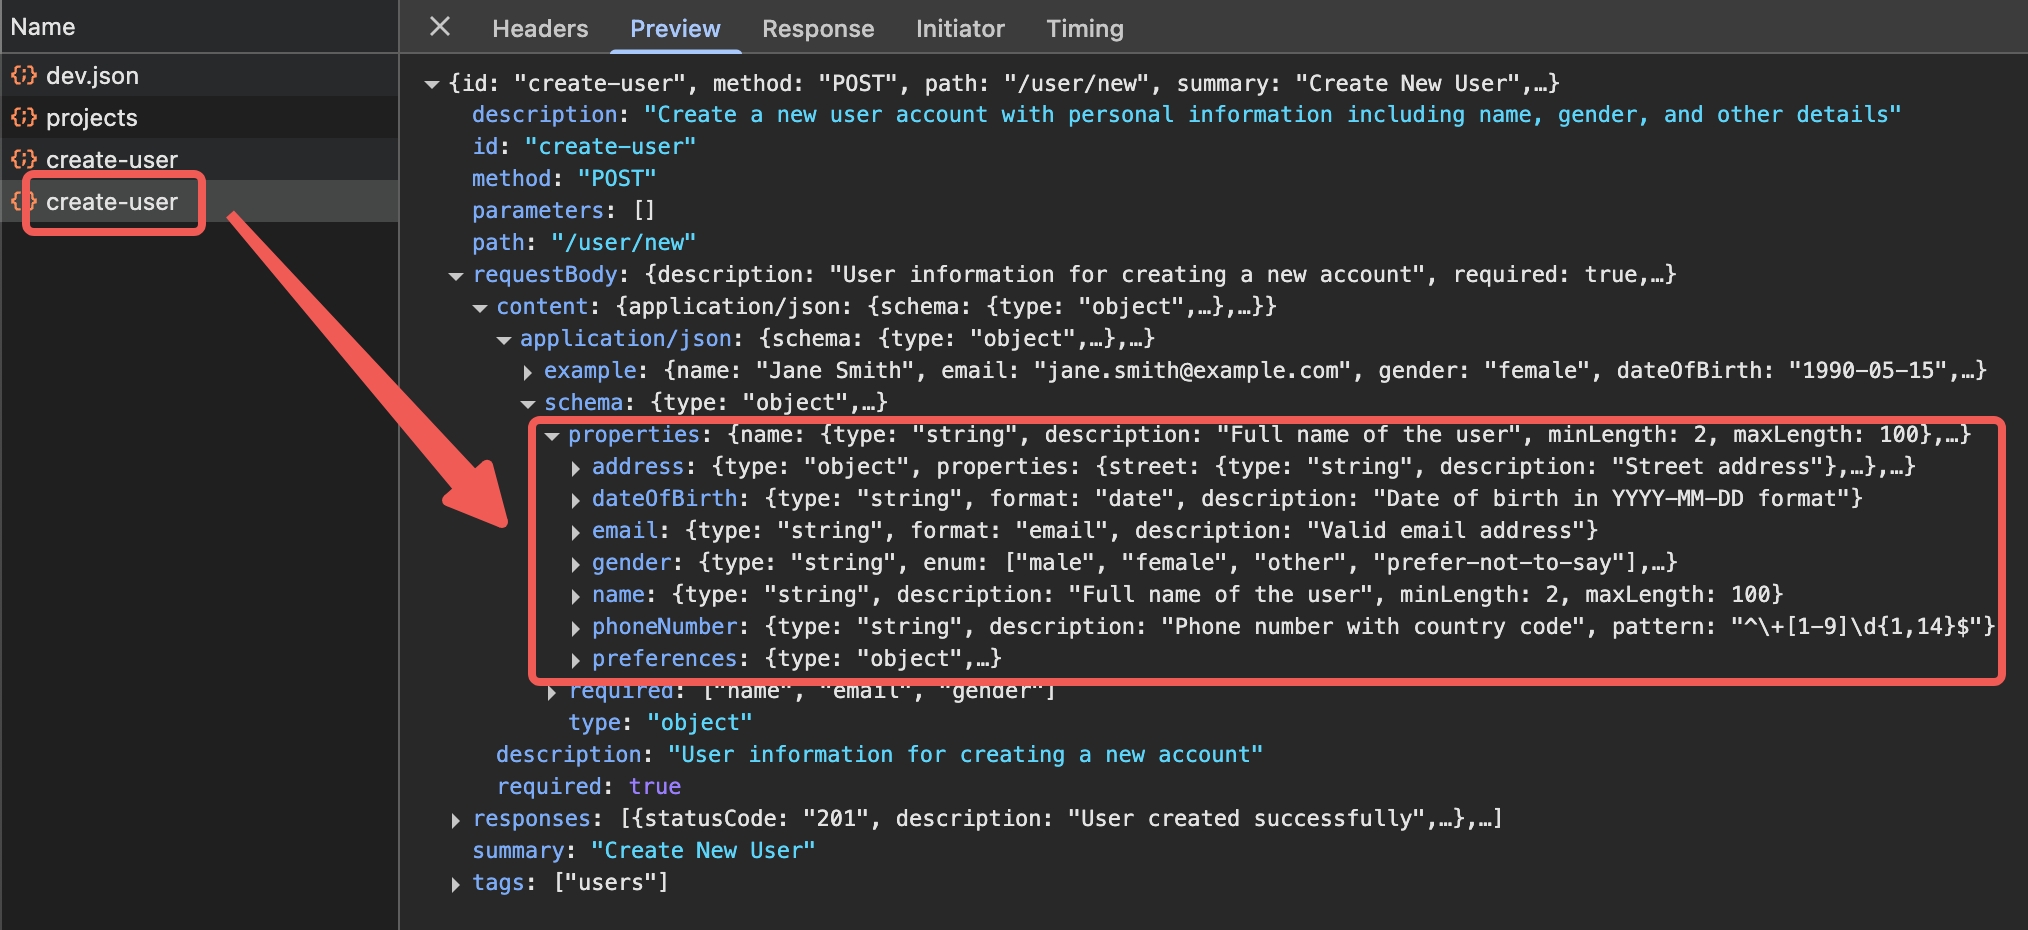 Name
dev.json
projects
create-user
create-user
Headers Preview Response Initiator Timing
{id: "create-user", method: "POST", path: "/user/new", summary: "Create New User",…}
description: "Create a new user account with personal information including name, gender, and other details"
id: "create-user"
method: "POST"
parameters: []
path: "/user/new"
requestBody: {description: "User information for creating a new account", required: true,…}
content: {application/json: {schema: {type: "object",…},…}}
application/json: {schema: {type: "object",…},…}
example: {name: "Jane Smith", email: "jane.smith@example.com", gender: "female", dateOfBirth: "1990-05-15",…}
schema: {type: "object",…}
properties: {name: {type: "string", description: "Full name of the user", minLength: 2, maxLength: 100},…}
address: {type: "object", properties: {street: {type: "string", description: "Street address"},…},…}
dateOfBirth: {type: "string", format: "date", description: "Date of birth in YYYY-MM-DD format"}
email: {type: "string", format: "email", description: "Valid email address"}
gender: {type: "string", enum: ["male", "female", "other", "prefer-not-to-say"],…}
name: {type: "string", description: "Full name of the user", minLength: 2, maxLength: 100}
phoneNumber: {type: "string", description: "Phone number with country code", pattern: "^\+[1-9]\d{1,14}$"}
preferences: {type: "object",…}
required: ["name", "email", "gender"]
type: "object"
description: "User information for creating a new account"
required: true
responses: [{statusCode: "201", description: "User created successfully",…},…]
summary: "Create New User"
tags: ["users"]